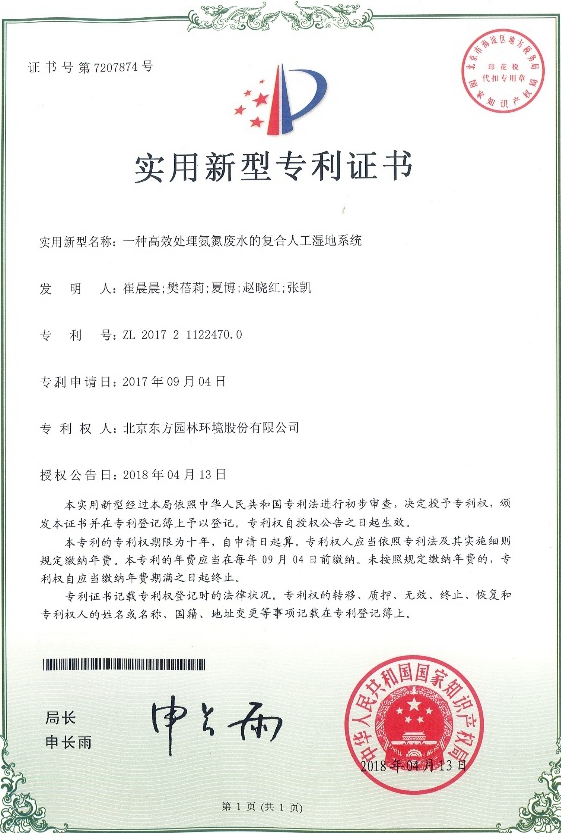 证书号第7207874号
北京市海淀区地方税务局
印花税
代扣专用章
国家知识产权局
实用新型专利证书
实用新型名称：一种高效处理氨氮废水的复合人工湿地系统
发 明 人：崔晨晨;樊蓓莉;夏博;赵晓红;张凯
专 利 号：ZL 2017 2 1122470.0
专利申请日：2017年09月04日
专 利 权 人：北京东方园林环境股份有限公司
授权公告日：2018年04月13日
本实用新型经过本局依照中华人民共和国专利法进行初步审查，决定授予专利权，颁
发本证书并在专利登记簿上予以登记。专利权自授权公告之日起生效。
本专利的专利权期限为十年，自申请日起算。专利权人应当依照专利法及其实施细则
规定缴纳年费。本专利的年费应当在每年09月04日前缴纳。未按照规定缴纳年费的，专
利权自应当缴纳年费期满之日起终止。
专利证书记载专利权登记时的法律状况。专利权的转移、质押、无效、终止、恢复和
专利权人的姓名或名称、国籍、地址变更等事项记载在专利登记簿上。
局长
申长雨
申长雨
中华人民共和国国家知识产权局
2018年04月13日
第1页(共1页)